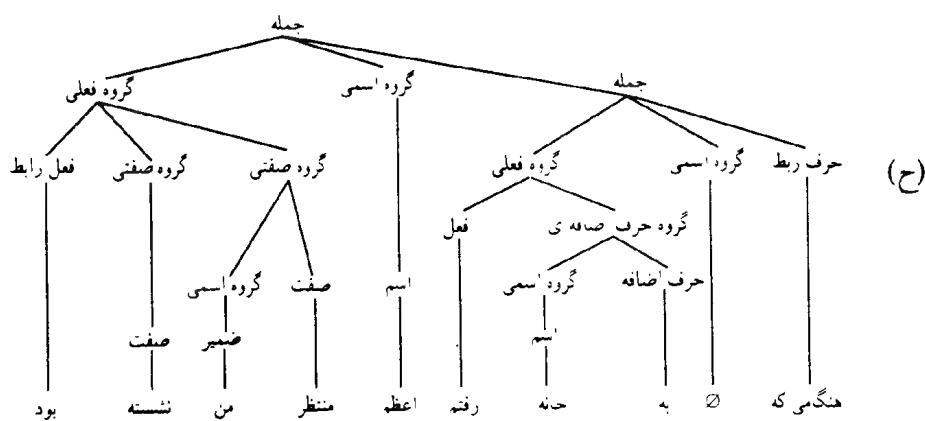 جمله
جمله گروه اسمی گروه فعلی
(ح)
حرف ربط گروه اسمی گروه فعلی گروه صفتی گروه صفتی فعل رابط
گروه حرف ضافه ی فعل
حرف اضافه گروه اسمی اسم صفت گروه اسمی
اسم ضمیر صفت
هنگامی که ∅ به خانه رفتم اعظم منتظر من نشسته بود